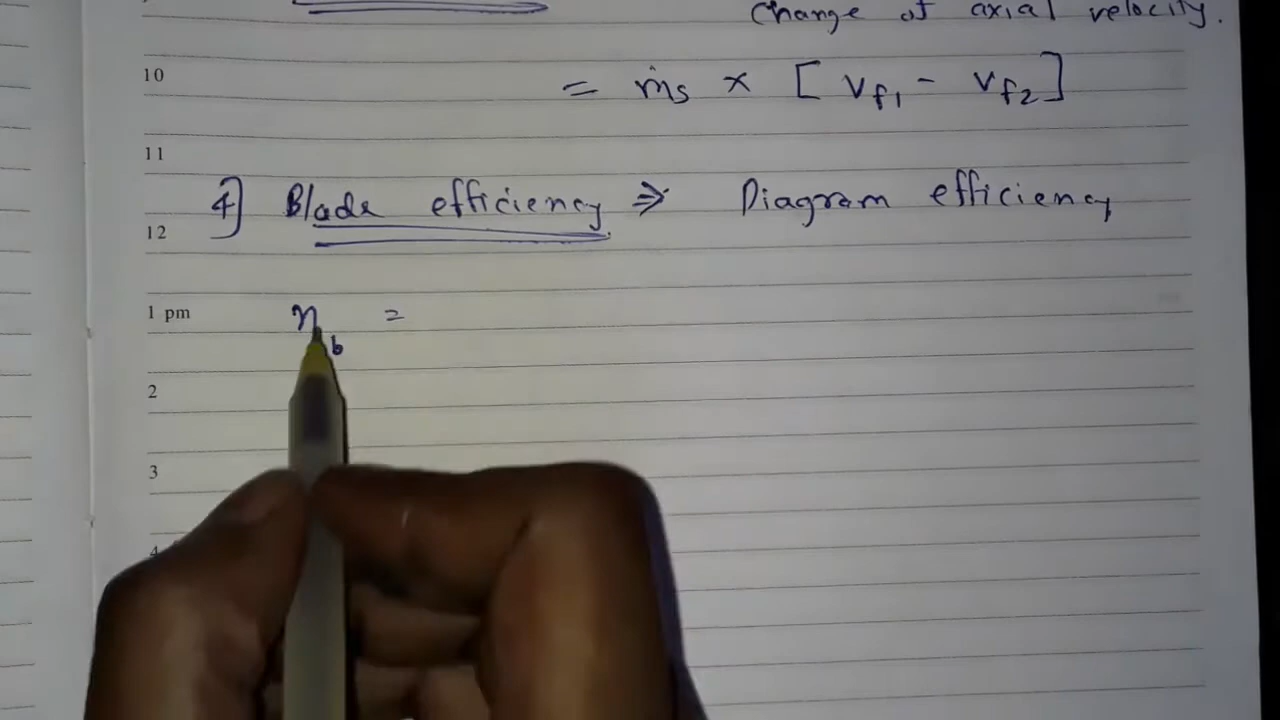 Change of axial velocity.
10
= ṁs × [ Vf1 - Vf2 ]
11
4] Blade efficiency ⇒ Diagram efficiency
12
1 pm
η b =
2
3
4